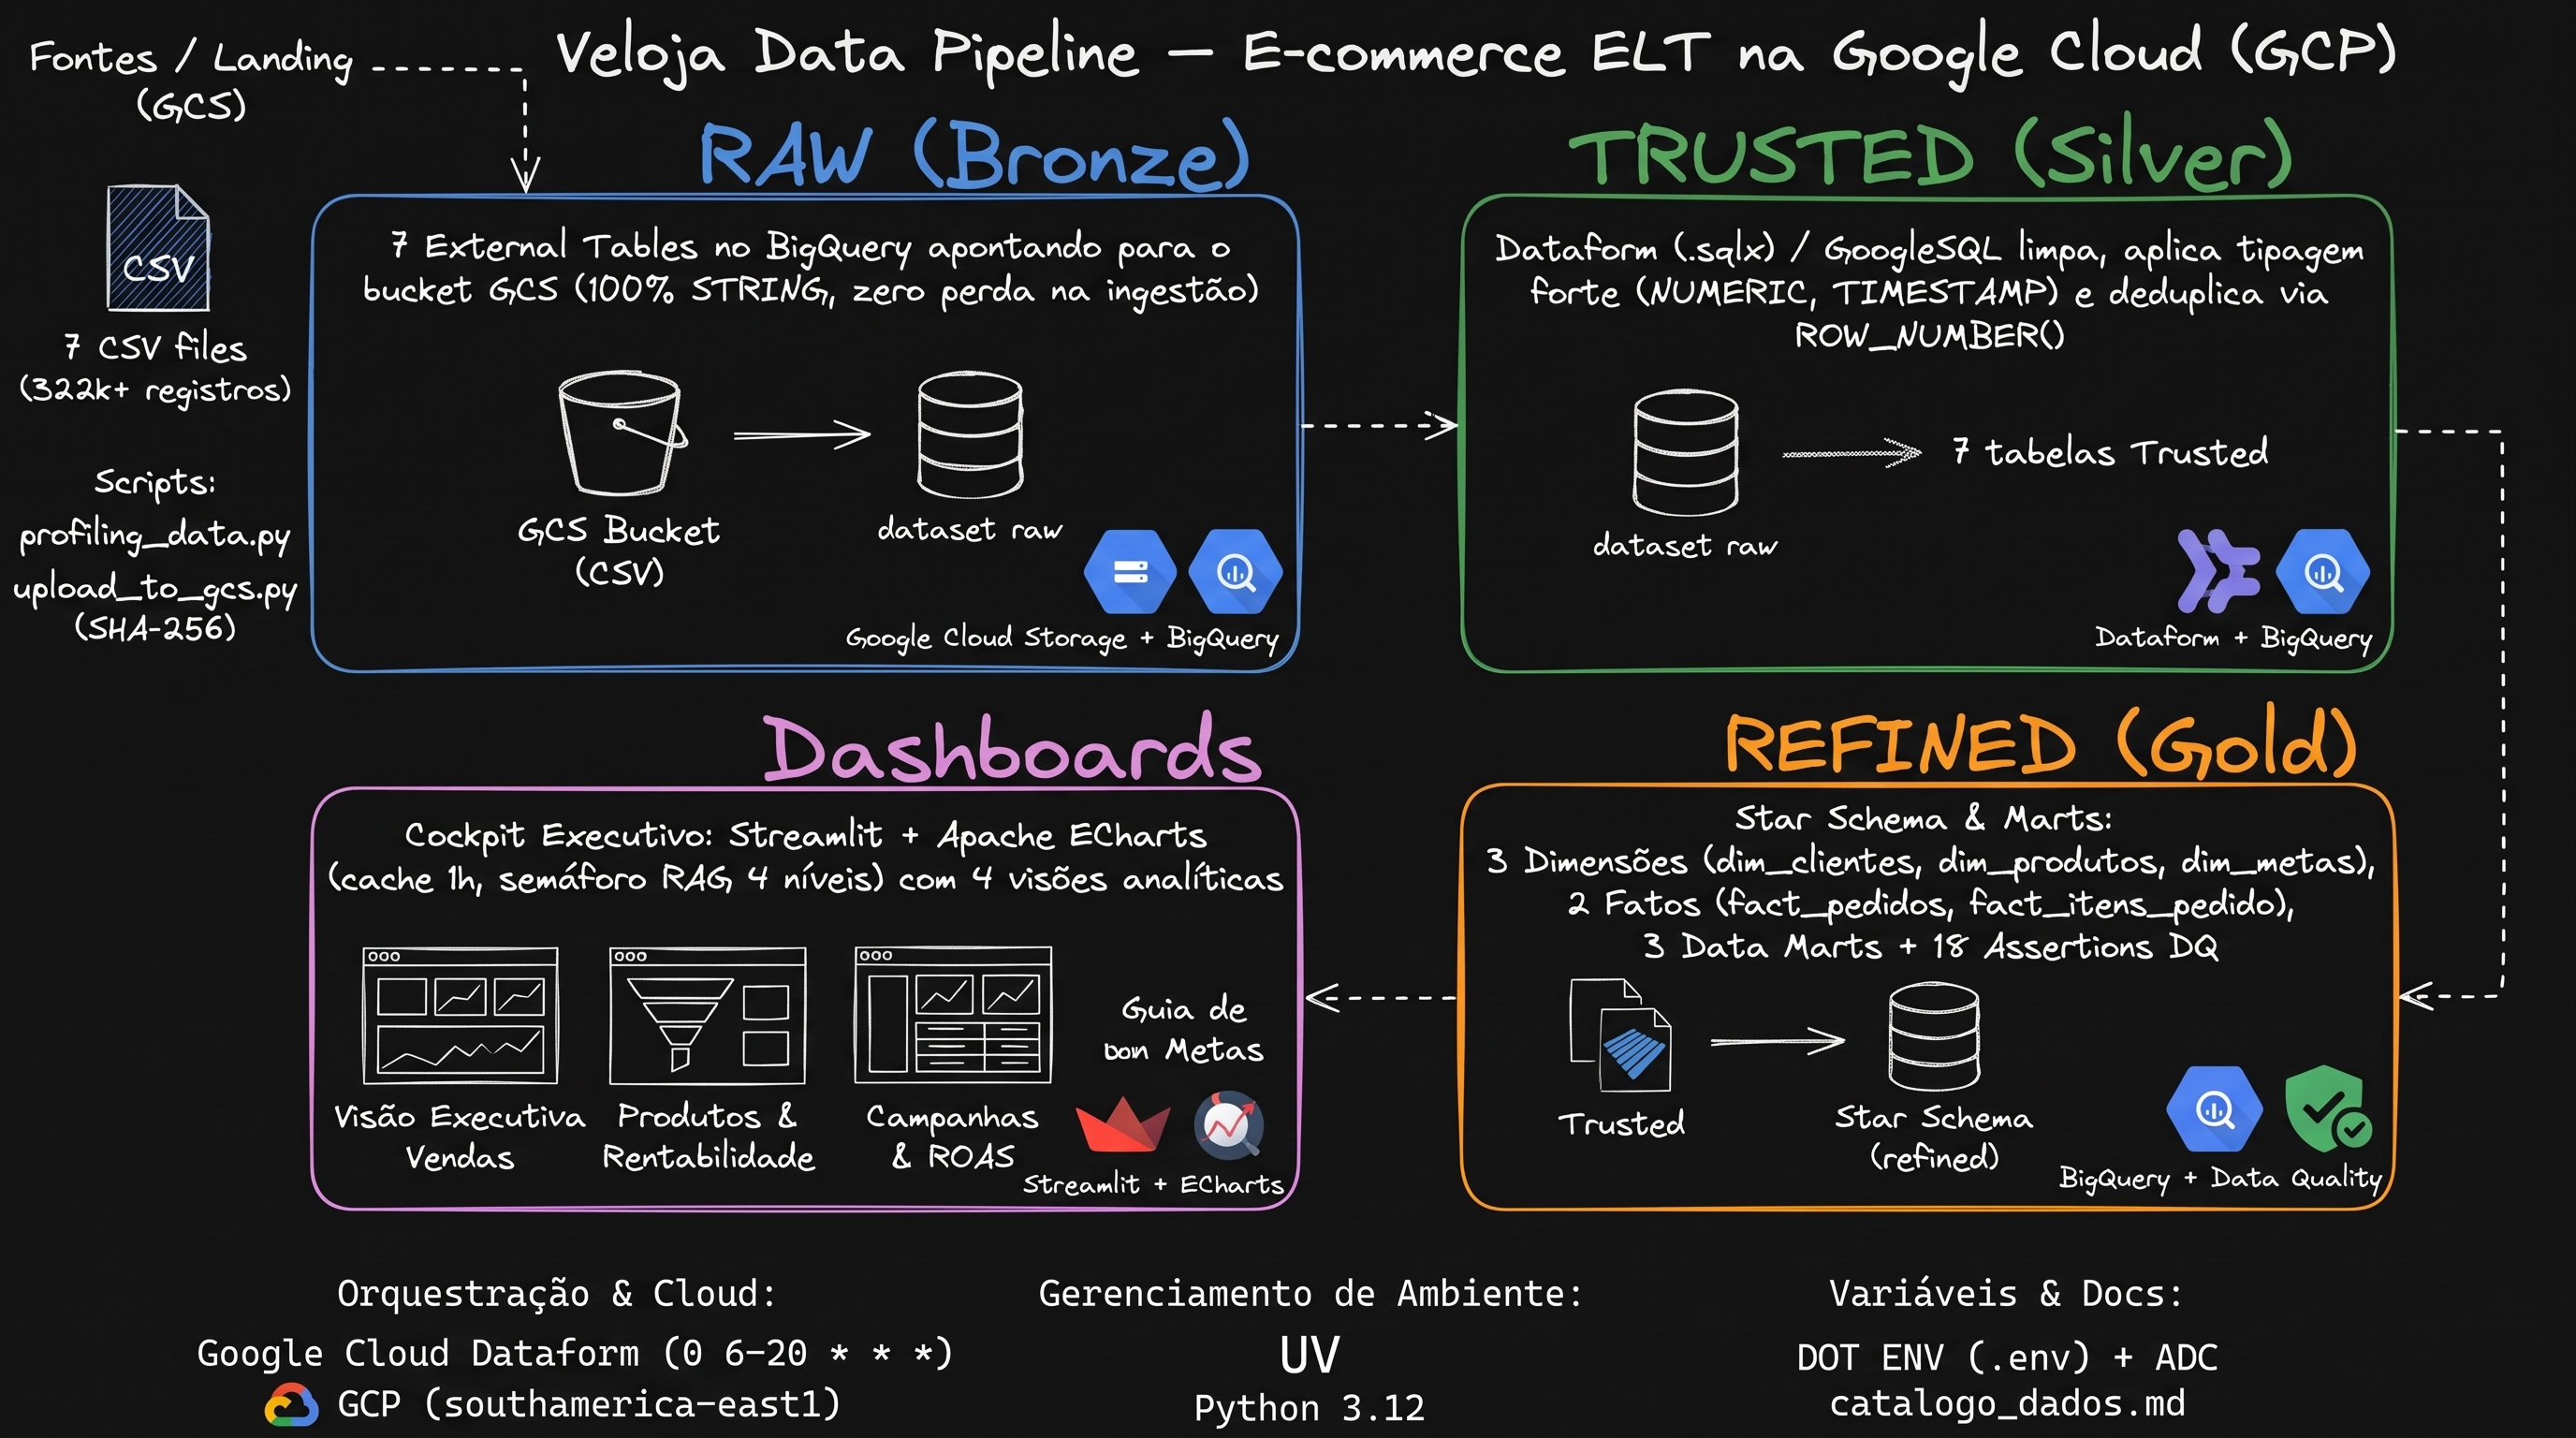 Veloja Data Pipeline — E-commerce ELT na Google Cloud (GCP)
Fontes / Landing
(GCS)
CSV
7 CSV files
(322k+ registros)
Scripts:
profiling_data.py
upload_to_gcs.py
(SHA-256)
RAW (Bronze)
7 External Tables no BigQuery apontando para o
bucket GCS (100% STRING, zero perda na ingestão)
GCS Bucket
(CSV)
dataset raw
Google Cloud Storage + BigQuery
TRUSTED (Silver)
Dataform (.sqlx) / GoogleSQL limpa, aplica tipagem
forte (NUMERIC, TIMESTAMP) e deduplica via
ROW_NUMBER()
dataset raw
7 tabelas Trusted
Dataform + BigQuery
Dashboards
Cockpit Executivo: Streamlit + Apache ECharts
(cache 1h, semáforo RAG, 4 níveis) com 4 visões analíticas
Visão Executiva
Vendas
Produtos &
Rentabilidade
Campanhas
& ROAS
Guia de
Metas
Streamlit + ECharts
REFINED (Gold)
Star Schema & Marts:
3 Dimensões (dim_clientes, dim_produtos, dim_metas),
2 Fatos (fact_pedidos, fact_itens_pedido),
3 Data Marts + 18 Assertions DQ
Trusted
Star Schema
(refined)
BigQuery + Data Quality
Orquestração & Cloud:
Google Cloud Dataform (0 6-20 * * *)
GCP (southamerica-east1)
Gerenciamento de Ambiente:
UV
Python 3.12
Variáveis & Docs:
DOT ENV (.env) + ADC
catalogo_dados.md